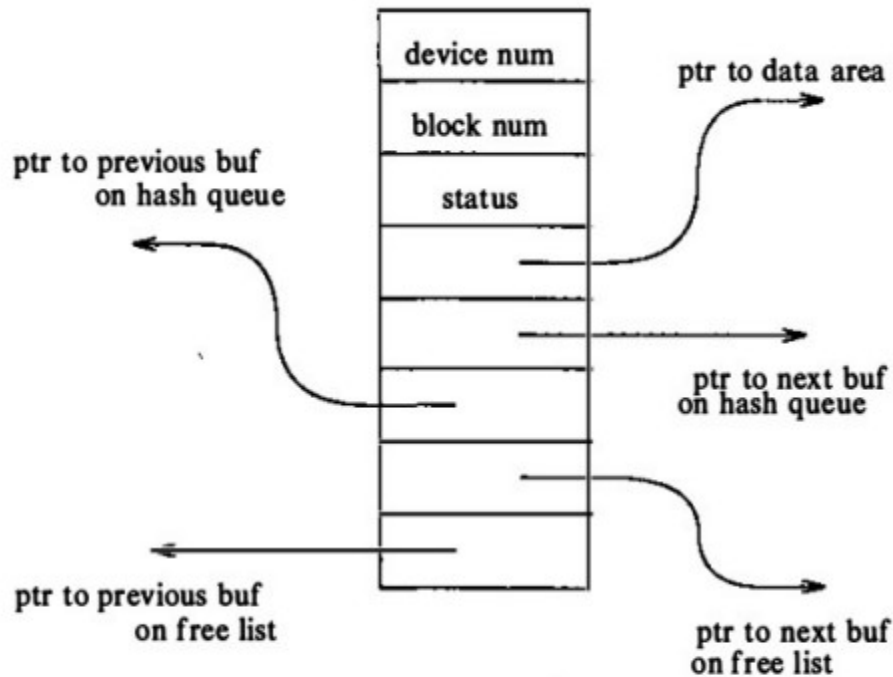 device num
ptr to data area
block num
ptr to previous buf
on hash queue
status
ptr to next buf
on hash queue
ptr to previous buf
on free list
ptr to next buf
on free list